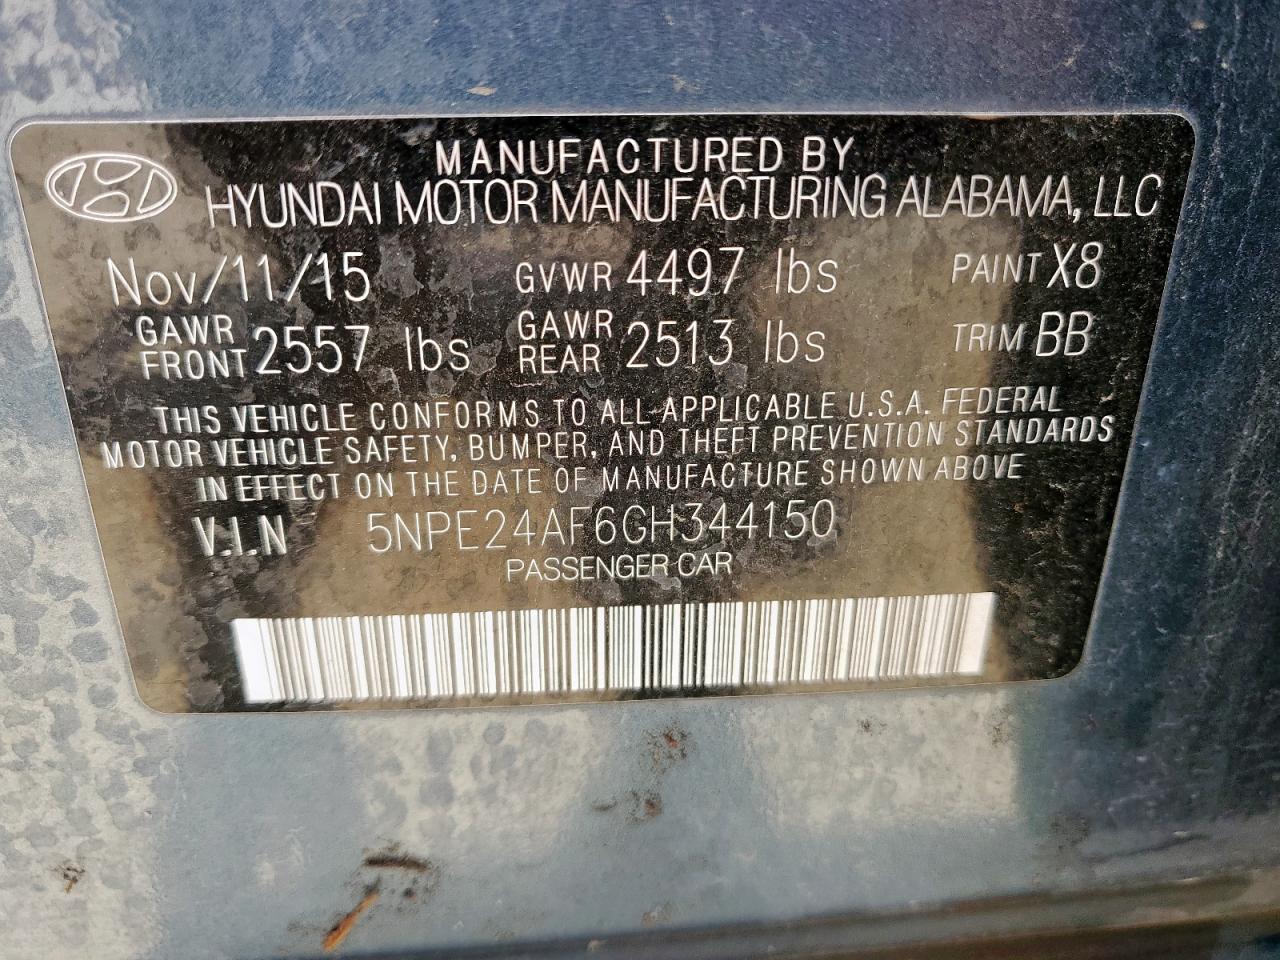 MANUFACTURED BY
HYUNDAI MOTOR MANUFACTURING ALABAMA, LLC
Nov/11/15 GVWR 4497 lbs PAINT X8
GAWR FRONT 2557 lbs GAWR REAR 2513 lbs TRIM BB
THIS VEHICLE CONFORMS TO ALL APPLICABLE U.S.A. FEDERAL
MOTOR VEHICLE SAFETY, BUMPER, AND THEFT PREVENTION STANDARDS
IN EFFECT ON THE DATE OF MANUFACTURE SHOWN ABOVE
V.I.N 5NPE24AF6GH344150
PASSENGER CAR